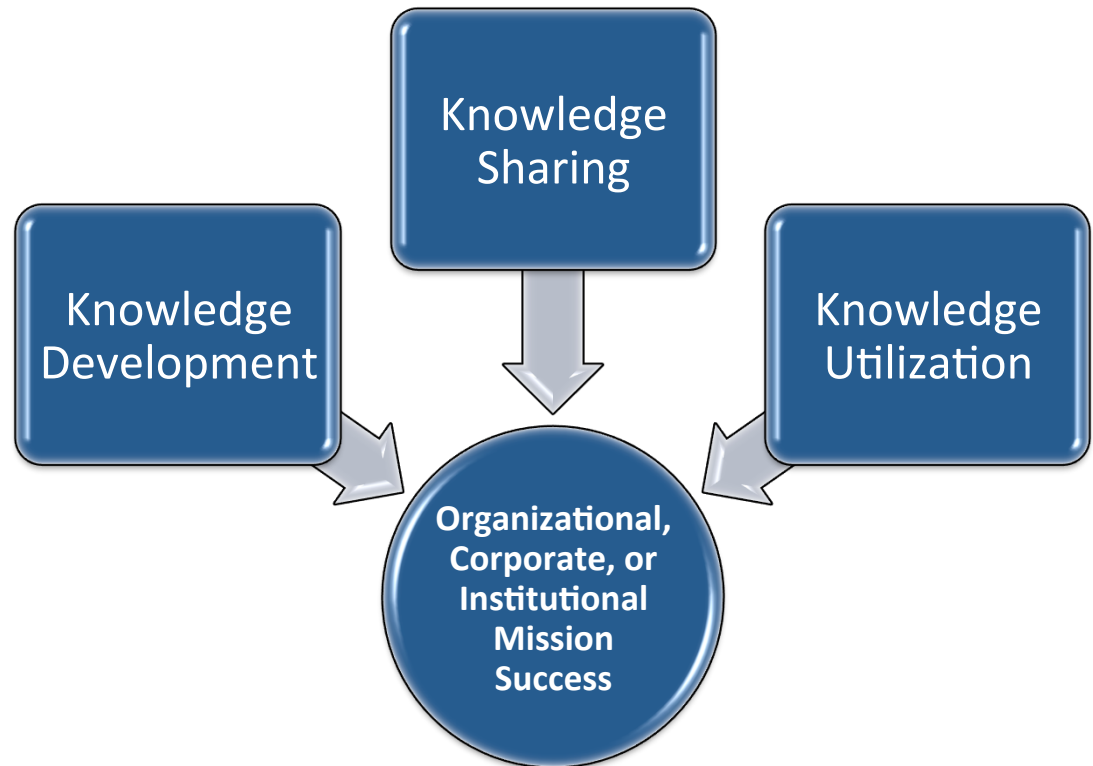 Knowledge
Sharing
Knowledge
Development
Knowledge
Utilization
Organizational,
Corporate, or
Institutional
Mission
Success